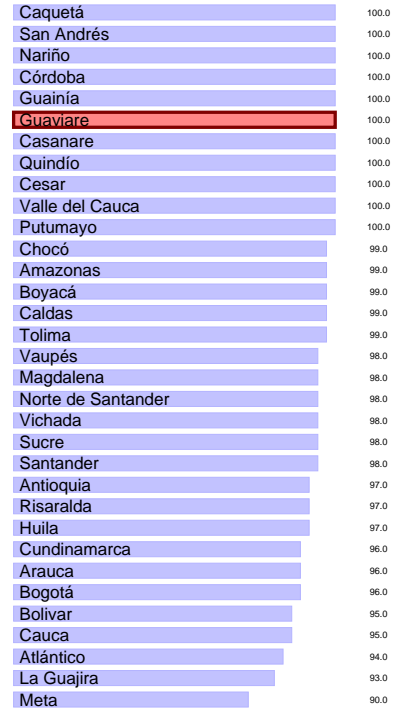 Caquetá 100.0
San Andrés 100.0
Nariño 100.0
Córdoba 100.0
Guainía 100.0
Guaviare 100.0
Casanare 100.0
Quindío 100.0
Cesar 100.0
Valle del Cauca 100.0
Putumayo 100.0
Chocó 99.0
Amazonas 99.0
Boyacá 99.0
Caldas 99.0
Tolima 99.0
Vaupés 98.0
Magdalena 98.0
Norte de Santander 98.0
Vichada 98.0
Sucre 98.0
Santander 98.0
Antioquia 97.0
Risaralda 97.0
Huila 97.0
Cundinamarca 96.0
Arauca 96.0
Bogotá 96.0
Bolivar 95.0
Cauca 95.0
Atlántico 94.0
La Guajira 93.0
Meta 90.0